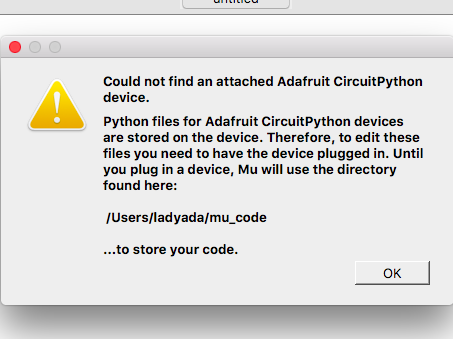 untitled
Could not find an attached Adafruit CircuitPython
device.
Python files for Adafruit CircuitPython devices
are stored on the device. Therefore, to edit these
files you need to have the device plugged in. Until
you plug in a device, Mu will use the directory
found here:
/Users/ladyada/mu_code
...to store your code.
OK